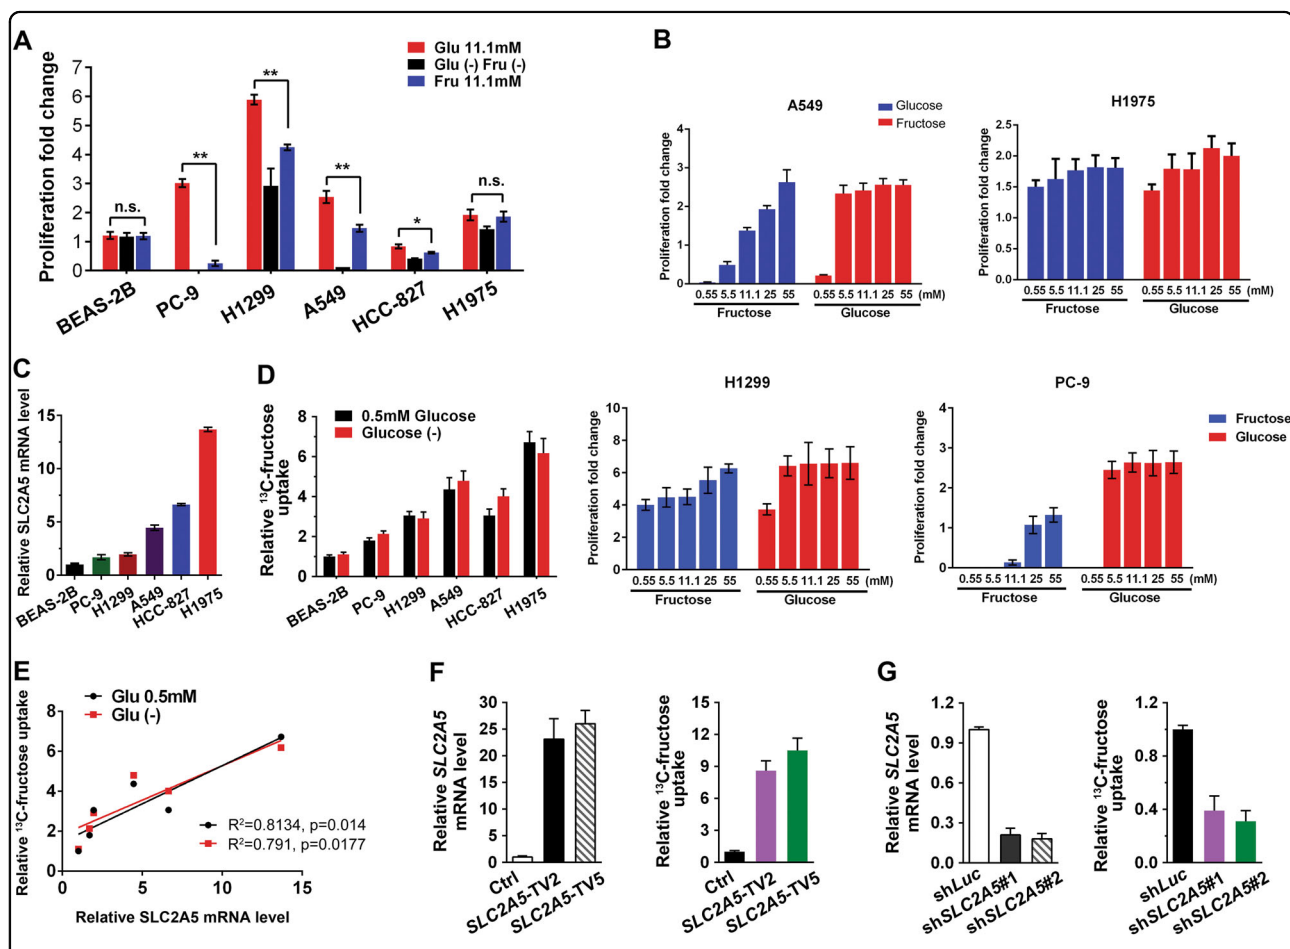 A
Glu 11.1mM
Glu (-) Fru (-)
Fru 11.1mM
Proliferation fold change
7
6
5
4
3
2
1
0
n.s.
**
**
**
*
n.s.
BEAS-2B
PC-9
H1299
A549
HCC-827
H1975
B
A549
Glucose
Fructose
Proliferation fold change
4
3
2
1
0
0.55 5.5 11.1 25 55 0.55 5.5 11.1 25 55 (mM)
Fructose Glucose
H1975
Proliferation fold change
2.5
2.0
1.5
1.0
0.5
0
0.55 5.5 11.1 25 55 0.55 5.5 11.1 25 55 (mM)
Fructose Glucose
C
Relative SLC2A5 mRNA level
15
10
5
0
BEAS-2B
PC-9
H1299
A549
HCC-827
H1975
D
0.5mM Glucose
Glucose (-)
Relative ¹³C-fructose
uptake
8
6
4
2
0
BEAS-2B
PC-9
H1299
A549
HCC-827
H1975
H1299
Proliferation fold change
10
8
6
4
2
0
0.55 5.5 11.1 25 55 0.55 5.5 11.1 25 55 (mM)
Fructose Glucose
PC-9
Fructose
Glucose
Proliferation fold change
4
3
2
1
0
0.55 5.5 11.1 25 55 0.55 5.5 11.1 25 55 (mM)
Fructose Glucose
E
Glu 0.5mM
Glu (-)
Relative ¹³C-fructose uptake
8
6
4
2
0
R²=0.8134, p=0.014
R²=0.791, p=0.0177
0 5 10 15
Relative SLC2A5 mRNA level
F
Relative SLC2A5
mRNA level
30
25
20
15
10
5
0
Ctrl
SLC2A5-TV2
SLC2A5-TV5
Relative ¹³C-fructose
uptake
15
12
9
6
3
0
Ctrl
SLC2A5-TV2
SLC2A5-TV5
G
Relative SLC2A5
mRNA level
1.2
0.9
0.6
0.3
0.0
shLuc
shSLC2A5#1
shSLC2A5#2
Relative ¹³C-fructose
uptake
1.2
0.8
0.4
0.0
shLuc
shSLC2A5#1
shSLC2A5#2